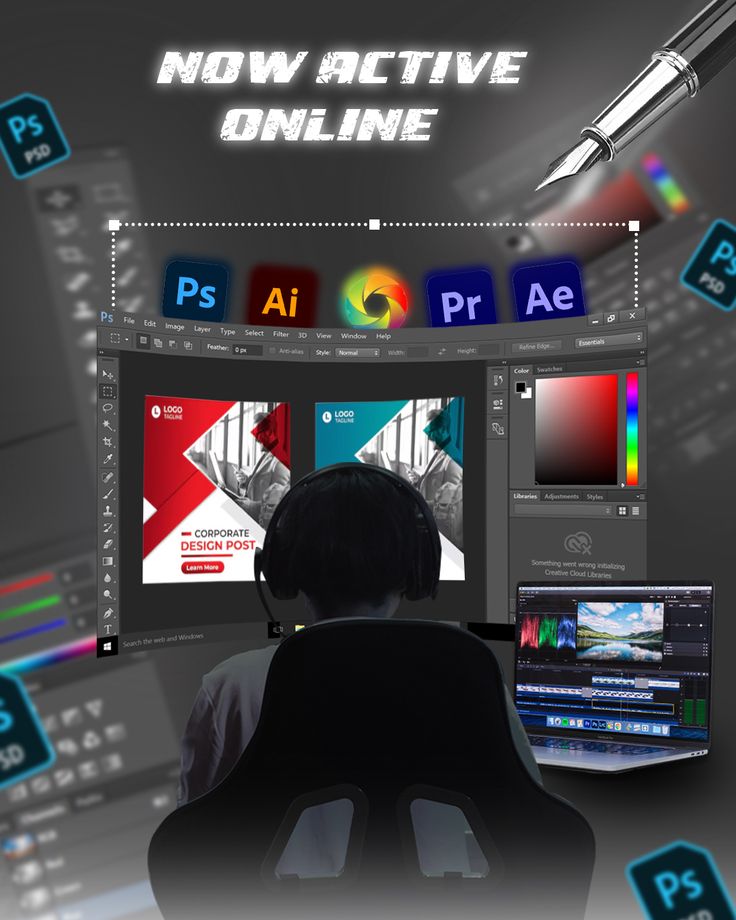 NOW ACTIVE
ONLINE
Ps
PSD
Ps
PSD
Ps Ai Pr Ae
Ps File Edit Image Layer Type Select Filter 3D View Window Help
Feather: 0 px Anti-alias Style: Normal Width: Height: Refine Edge... Essentials
Color Swatches
LOGO
TAGLINE
LOGO
TAGLINE
CORPORATE
DESIGN POST
Learn More
Libraries Adjustments Styles
Something went wrong initializing
Creative Cloud Libraries
T
Search the web and Windows
SD
Ps